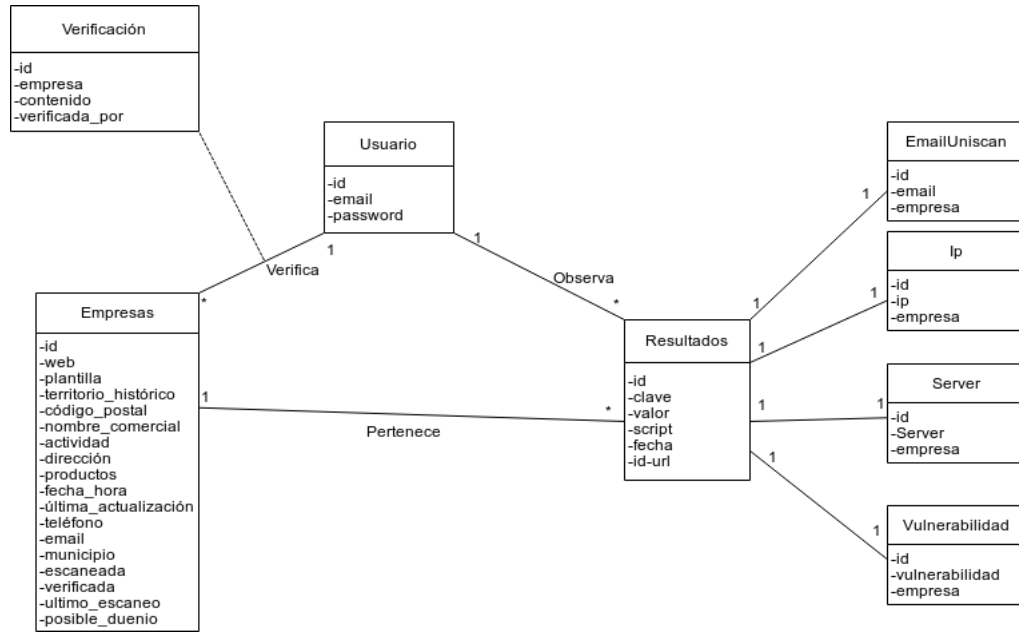 Verificación
-id
-empresa
-contenido
-verificada_por
Usuario
-id
-email
-password
1
Verifica
*
1
Observa
*
Empresas
-id
-web
-plantilla
-territorio_histórico
-código_postal
-nombre_comercial
-actividad
-dirección
-productos
-fecha_hora
-última_actualización
-teléfono
-email
-municipio
-escaneada
-verificada
-ultimo_escaneo
-posible_duenio
1
Pertenece
*
Resultados
-id
-clave
-valor
-script
-fecha
-id-url
1
1
1
1
EmailUniscan
-id
-email
-empresa
1
Ip
-id
-ip
-empresa
1
Server
-id
-Server
-empresa
1
Vulnerabilidad
-id
-vulnerabilidad
-empresa
1